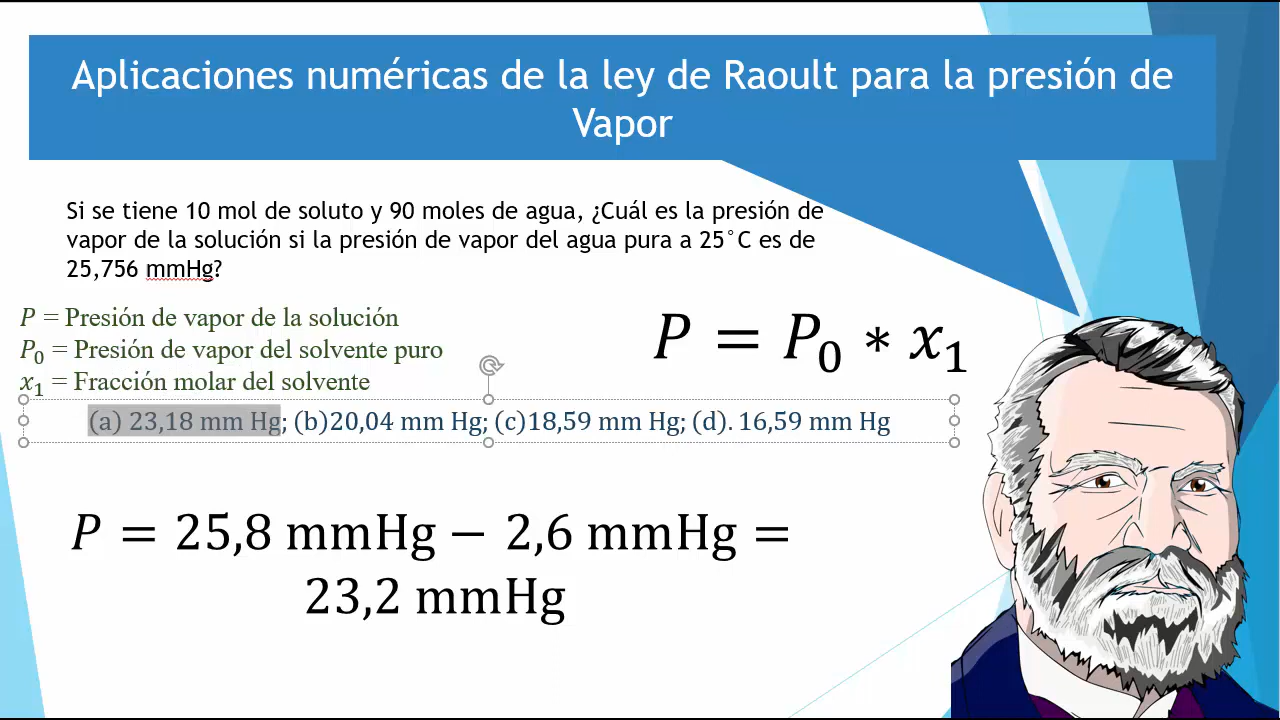 Aplicaciones numéricas de la ley de Raoult para la presión de
Vapor
Si se tiene 10 mol de soluto y 90 moles de agua, ¿Cuál es la presión de
vapor de la solución si la presión de vapor del agua pura a 25°C es de
25,756 mmHg?
P = Presión de vapor de la solución
P₀ = Presión de vapor del solvente puro
x₁ = Fracción molar del solvente
P = P₀ * x₁
(a) 23,18 mm Hg; (b)20,04 mm Hg; (c)18,59 mm Hg; (d). 16,59 mm Hg
P = 25,8 mmHg − 2,6 mmHg =
23,2 mmHg